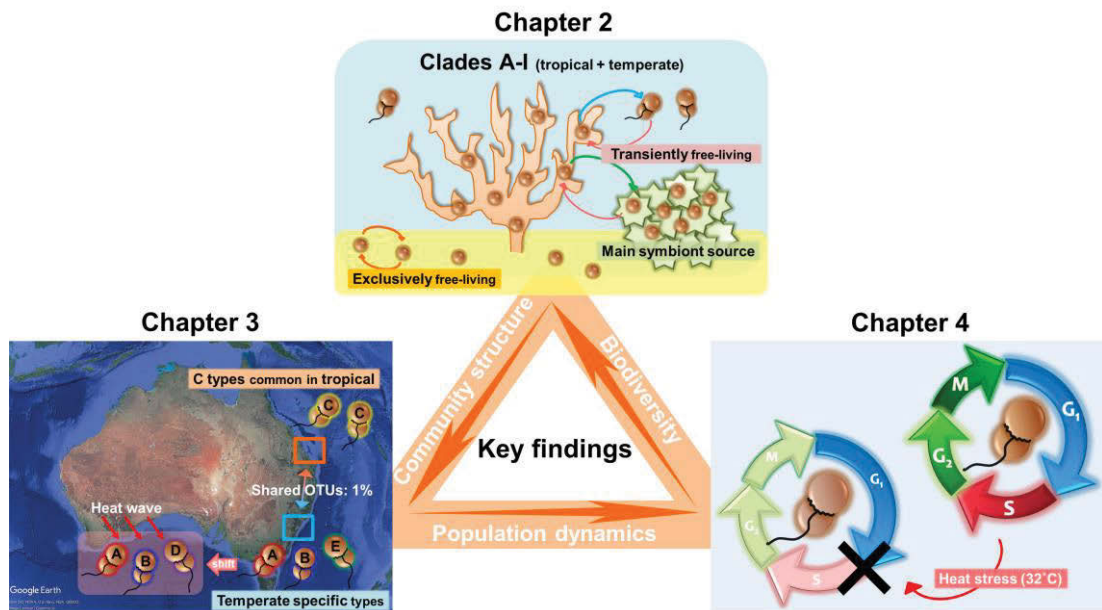 Chapter 2
Clades A-I (tropical + temperate)
Transiently free-living
Main symbiont source
Exclusively free-living
Chapter 3
C types common in tropical
C
C
Shared OTUs: 1%
Heat wave
A
B
D
shift
A
B
E
Google Earth
Temperate specific types
Community structure
Biodiversity
Key findings
Population dynamics
Chapter 4
M
G1
G2
S
M
G1
S
Heat stress (32˚C)